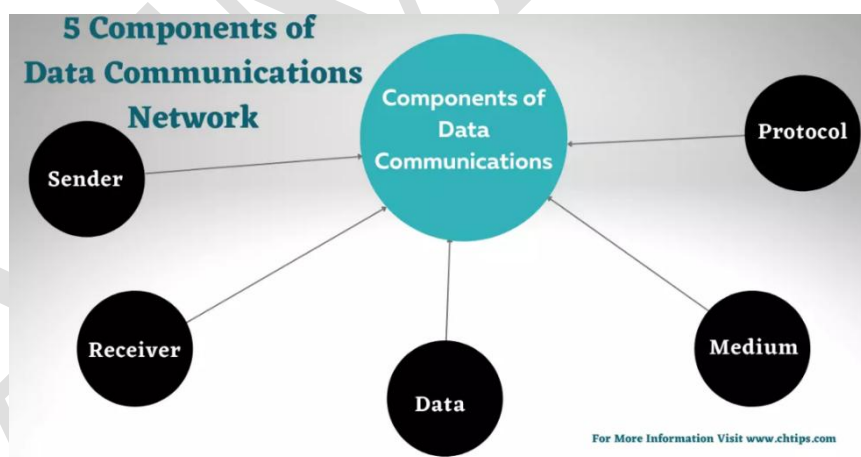 5 Components of
Data Communications
Network
Components of
Data
Communications
Protocol
Sender
Receiver
Medium
Data
For More Information Visit www.chtips.com